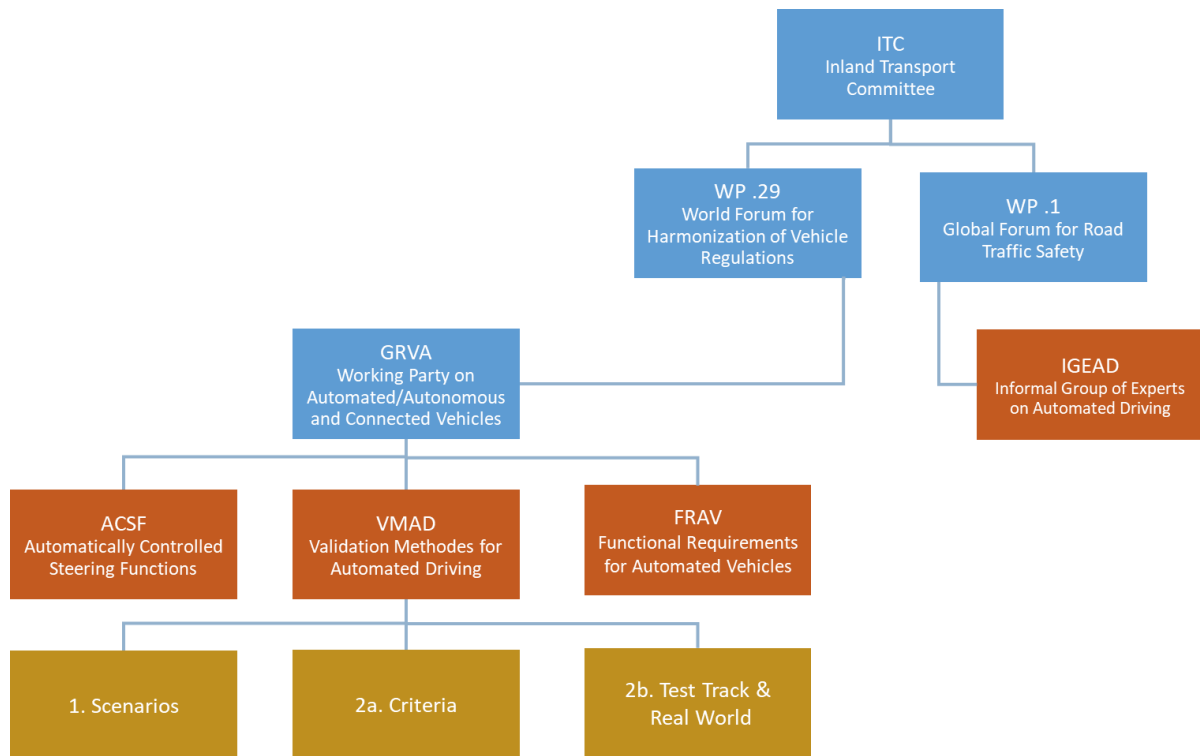 ITC
Inland Transport
Committee
WP .29
World Forum for
Harmonization of Vehicle
Regulations
WP .1
Global Forum for Road
Traffic Safety
GRVA
Working Party on
Automated/Autonomous
and Connected Vehicles
IGEAD
Informal Group of Experts
on Automated Driving
ACSF
Automatically Controlled
Steering Functions
VMAD
Validation Methodes for
Automated Driving
FRAV
Functional Requirements
for Automated Vehicles
1. Scenarios
2a. Criteria
2b. Test Track &
Real World